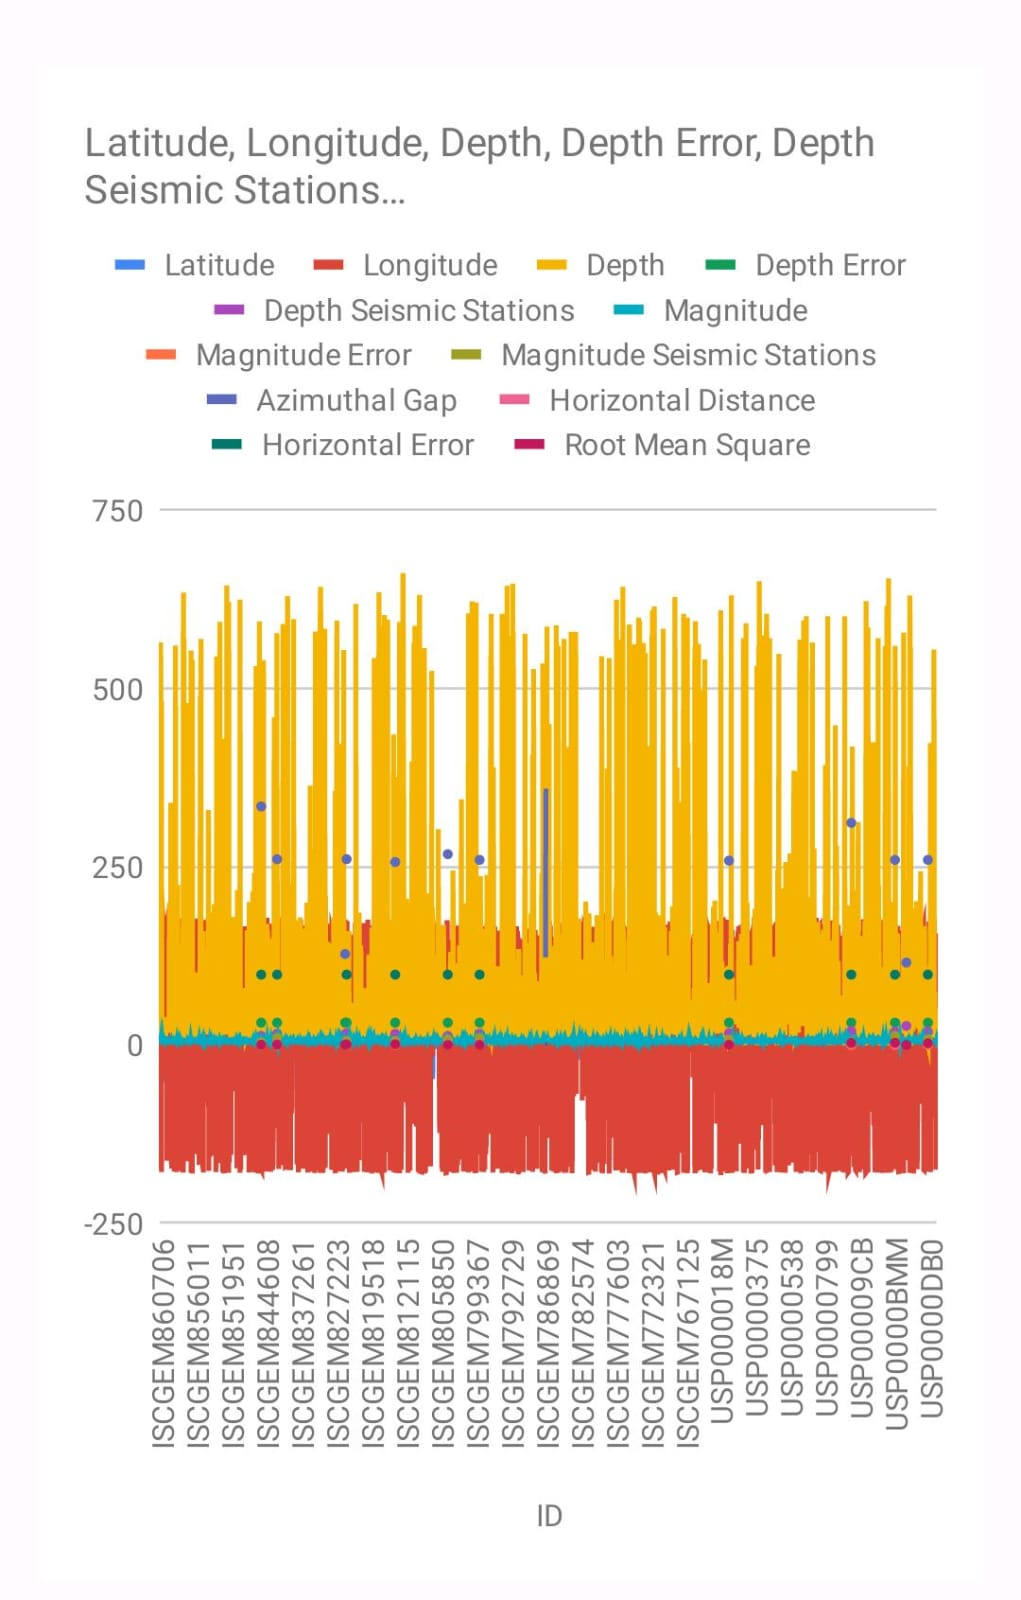 Latitude, Longitude, Depth, Depth Error, Depth
Seismic Stations...
Latitude Longitude Depth Depth Error
Depth Seismic Stations Magnitude
Magnitude Error Magnitude Seismic Stations
Azimuthal Gap Horizontal Distance
Horizontal Error Root Mean Square
750
500
250
0
-250
ISCGEM860706
ISCGEM856011
ISCGEM851951
ISCGEM844608
ISCGEM837261
ISCGEM827223
ISCGEM819518
ISCGEM812115
ISCGEM805850
ISCGEM799367
ISCGEM792729
ISCGEM786869
ISCGEM782574
ISCGEM777603
ISCGEM772321
ISCGEM767125
USP000018M
USP0000375
USP0000538
USP0000799
USP00009CB
USP0000BMM
USP0000DB0
ID